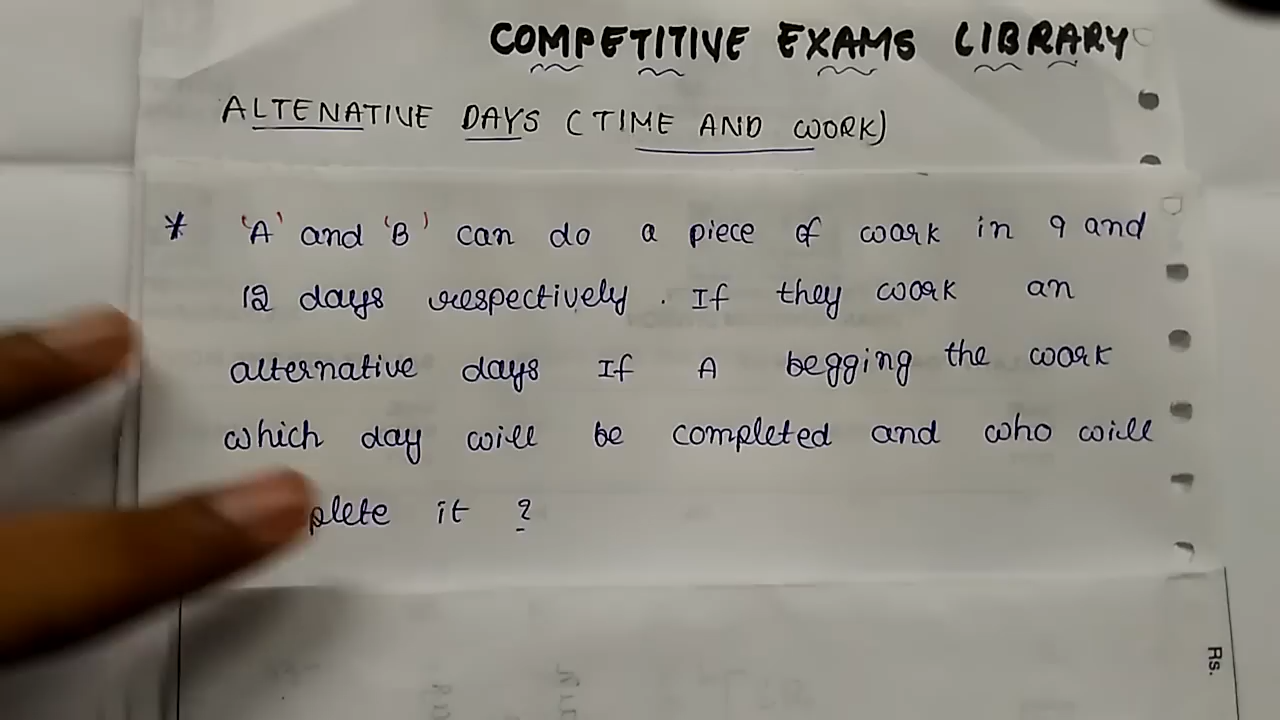 COMPETITIVE EXAMS LIBRARY
ALTENATIVE DAYS (TIME AND WORK)
* 'A' and 'B' can do a piece of work in 9 and
12 days respectively. If they work an
alternative days If A begging the work
which day will be completed and who will
plete it ?
Rs.